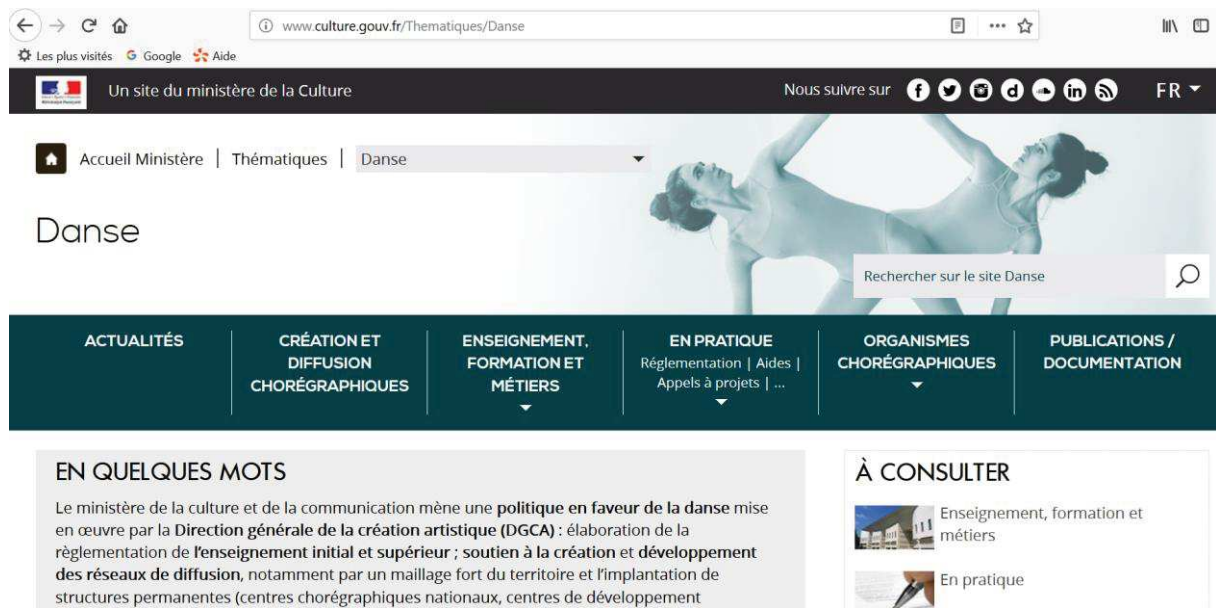 www.culture.gouv.fr/Thematiques/Danse
Les plus visités Google Aide
Un site du ministère de la Culture
Nous suivre sur
FR
Accueil Ministère | Thématiques | Danse
Danse
Rechercher sur le site Danse
ACTUALITÉS
CRÉATION ET
DIFFUSION
CHORÉGRAPHIQUES
ENSEIGNEMENT,
FORMATION ET
MÉTIERS
EN PRATIQUE
Réglementation | Aides |
Appels à projets | ...
ORGANISMES
CHORÉGRAPHIQUES
PUBLICATIONS /
DOCUMENTATION
EN QUELQUES MOTS
Le ministère de la culture et de la communication mène une politique en faveur de la danse mise
en œuvre par la Direction générale de la création artistique (DGCA) : élaboration de la
règlementation de l'enseignement initial et supérieur ; soutien à la création et développement
des réseaux de diffusion, notamment par un maillage fort du territoire et l'implantation de
structures permanentes (centres chorégraphiques nationaux, centres de développement
À CONSULTER
Enseignement, formation et
métiers
En pratique